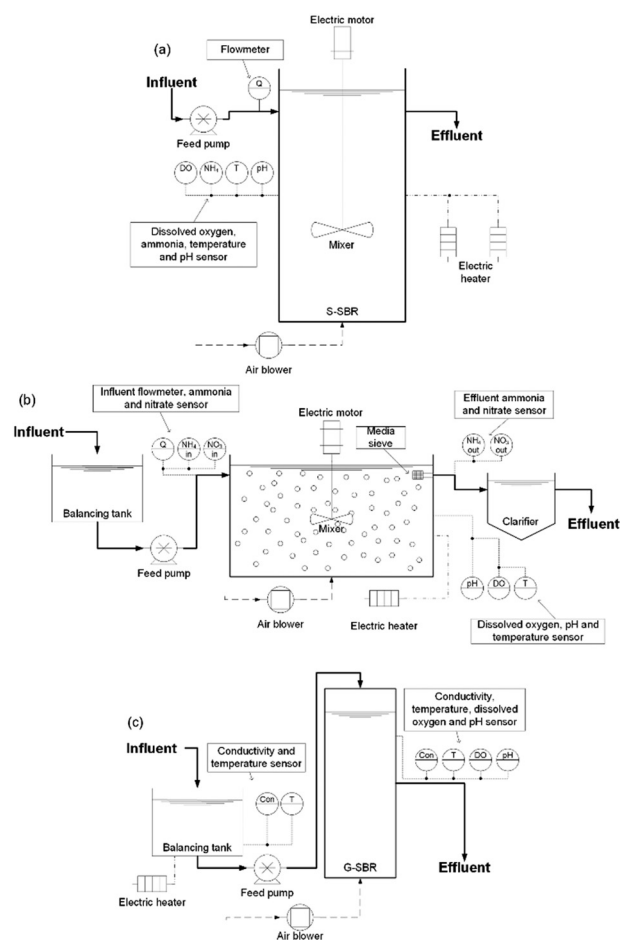 Electric motor
(a)
Flowmeter
Influent
Q
Feed pump
Effluent
DO
NH₄
T
pH
Dissolved oxygen,
ammonia, temperature
and pH sensor
Mixer
Electric
heater
S-SBR
Air blower
(b)
Influent flowmeter, ammonia
and nitrate sensor
Effluent ammonia
and nitrate sensor
Electric motor
Influent
Media
sieve
Q
NH₄
in
NO₃
in
NH₄
out
NO₃
out
Balancing tank
Mixer
Clarifier
Effluent
Feed pump
pH
DO
T
Air blower
Electric heater
Dissolved oxygen, pH and
temperature sensor
(c)
Conductivity,
temperature, dissolved
oxygen and pH sensor
Influent
Conductivity and
temperature sensor
Con
T
DO
pH
Con
T
Balancing tank
G-SBR
Effluent
Electric heater
Feed pump
Air blower